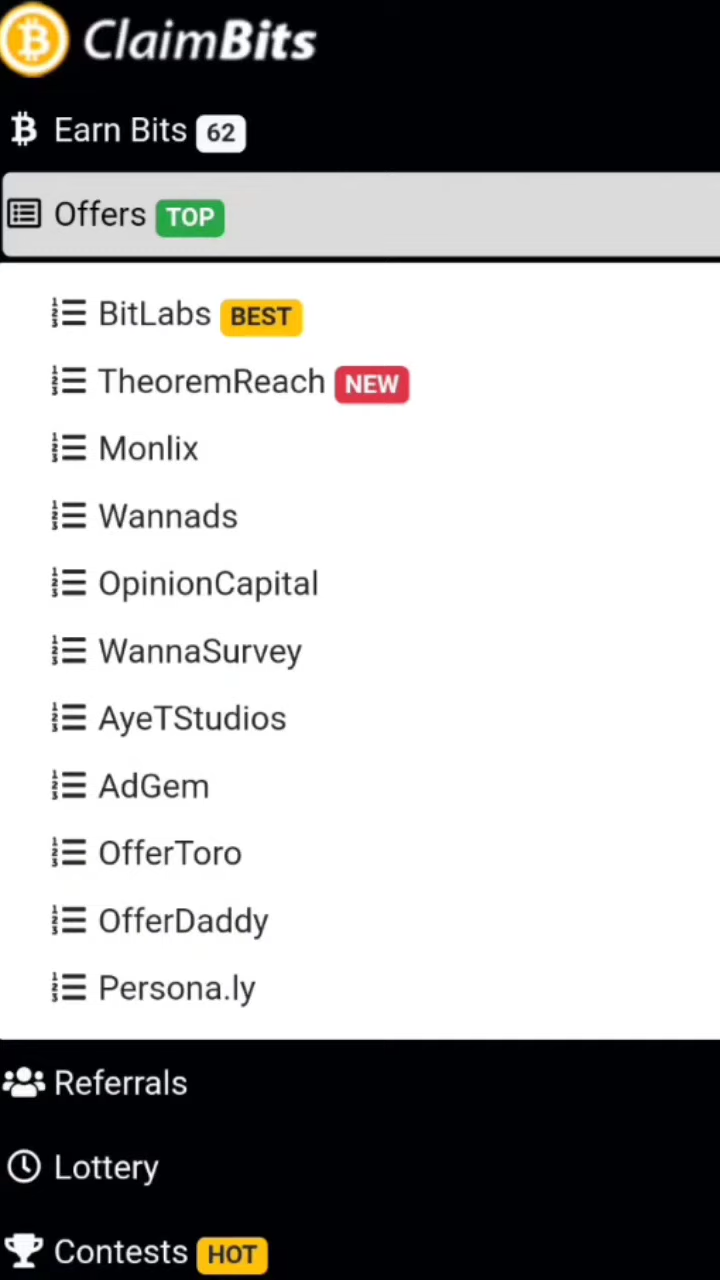 ClaimBits
Earn Bits 62
Offers TOP
BitLabs BEST
TheoremReach NEW
Monlix
Wannads
OpinionCapital
WannaSurvey
AyeTStudios
AdGem
OfferToro
OfferDaddy
Persona.ly
Referrals
Lottery
Contests HOT